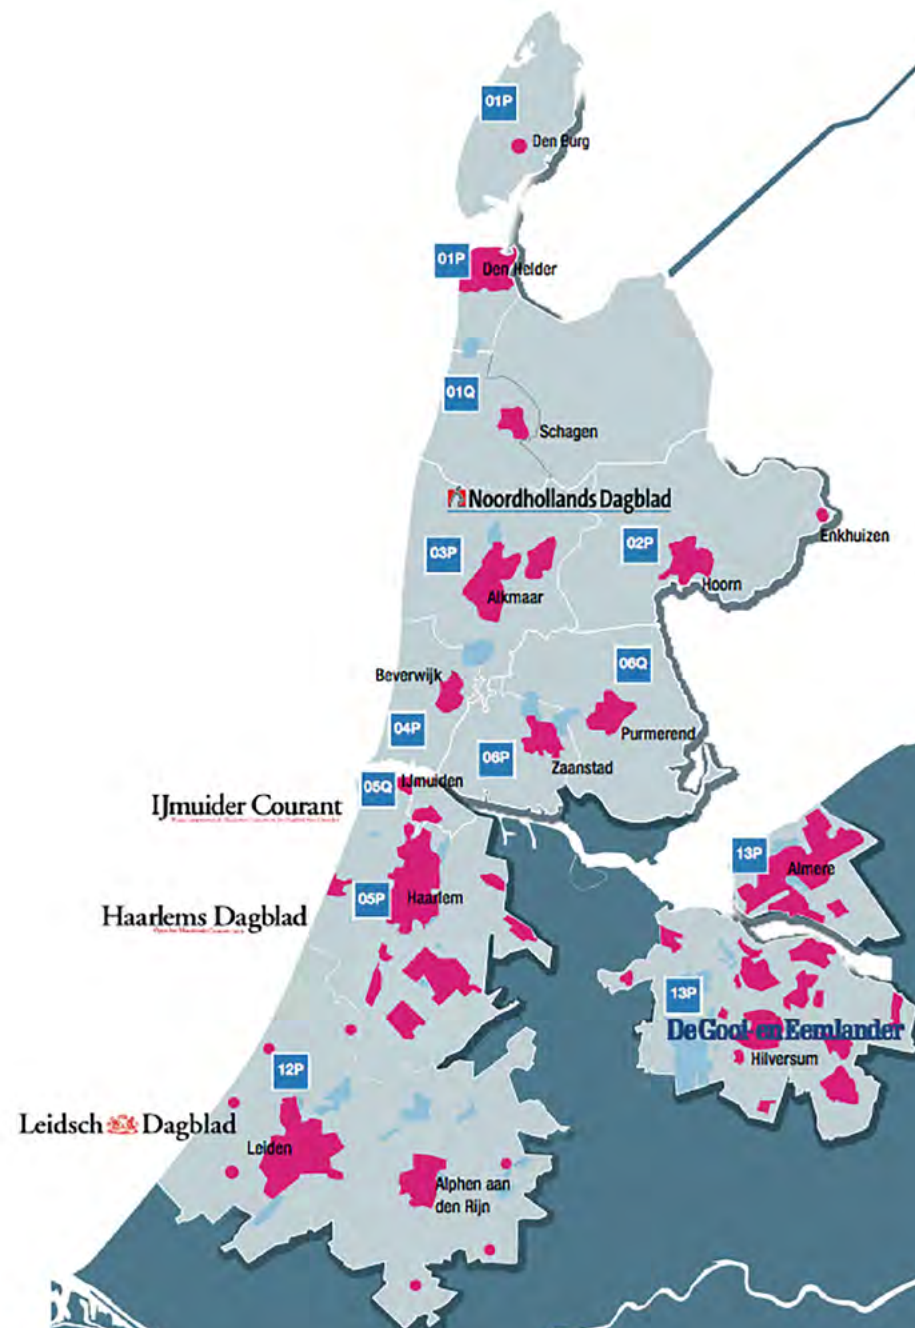 01P
Den Burg
01P
Den Helder
01Q
Schagen
Noordhollands Dagblad
Enkhuizen
03P
02P
Alkmaar
Hoorn
06Q
Beverwijk
Purmerend
04P
06P
Zaanstad
05Q
IJmuiden
IJmuider Courant
13P
Almere
05P
Haarlem
Haarlems Dagblad
13P
De Gooi- en Eemlander
Hilversum
12P
Leidsch Dagblad
Leiden
Alphen aan
den Rijn